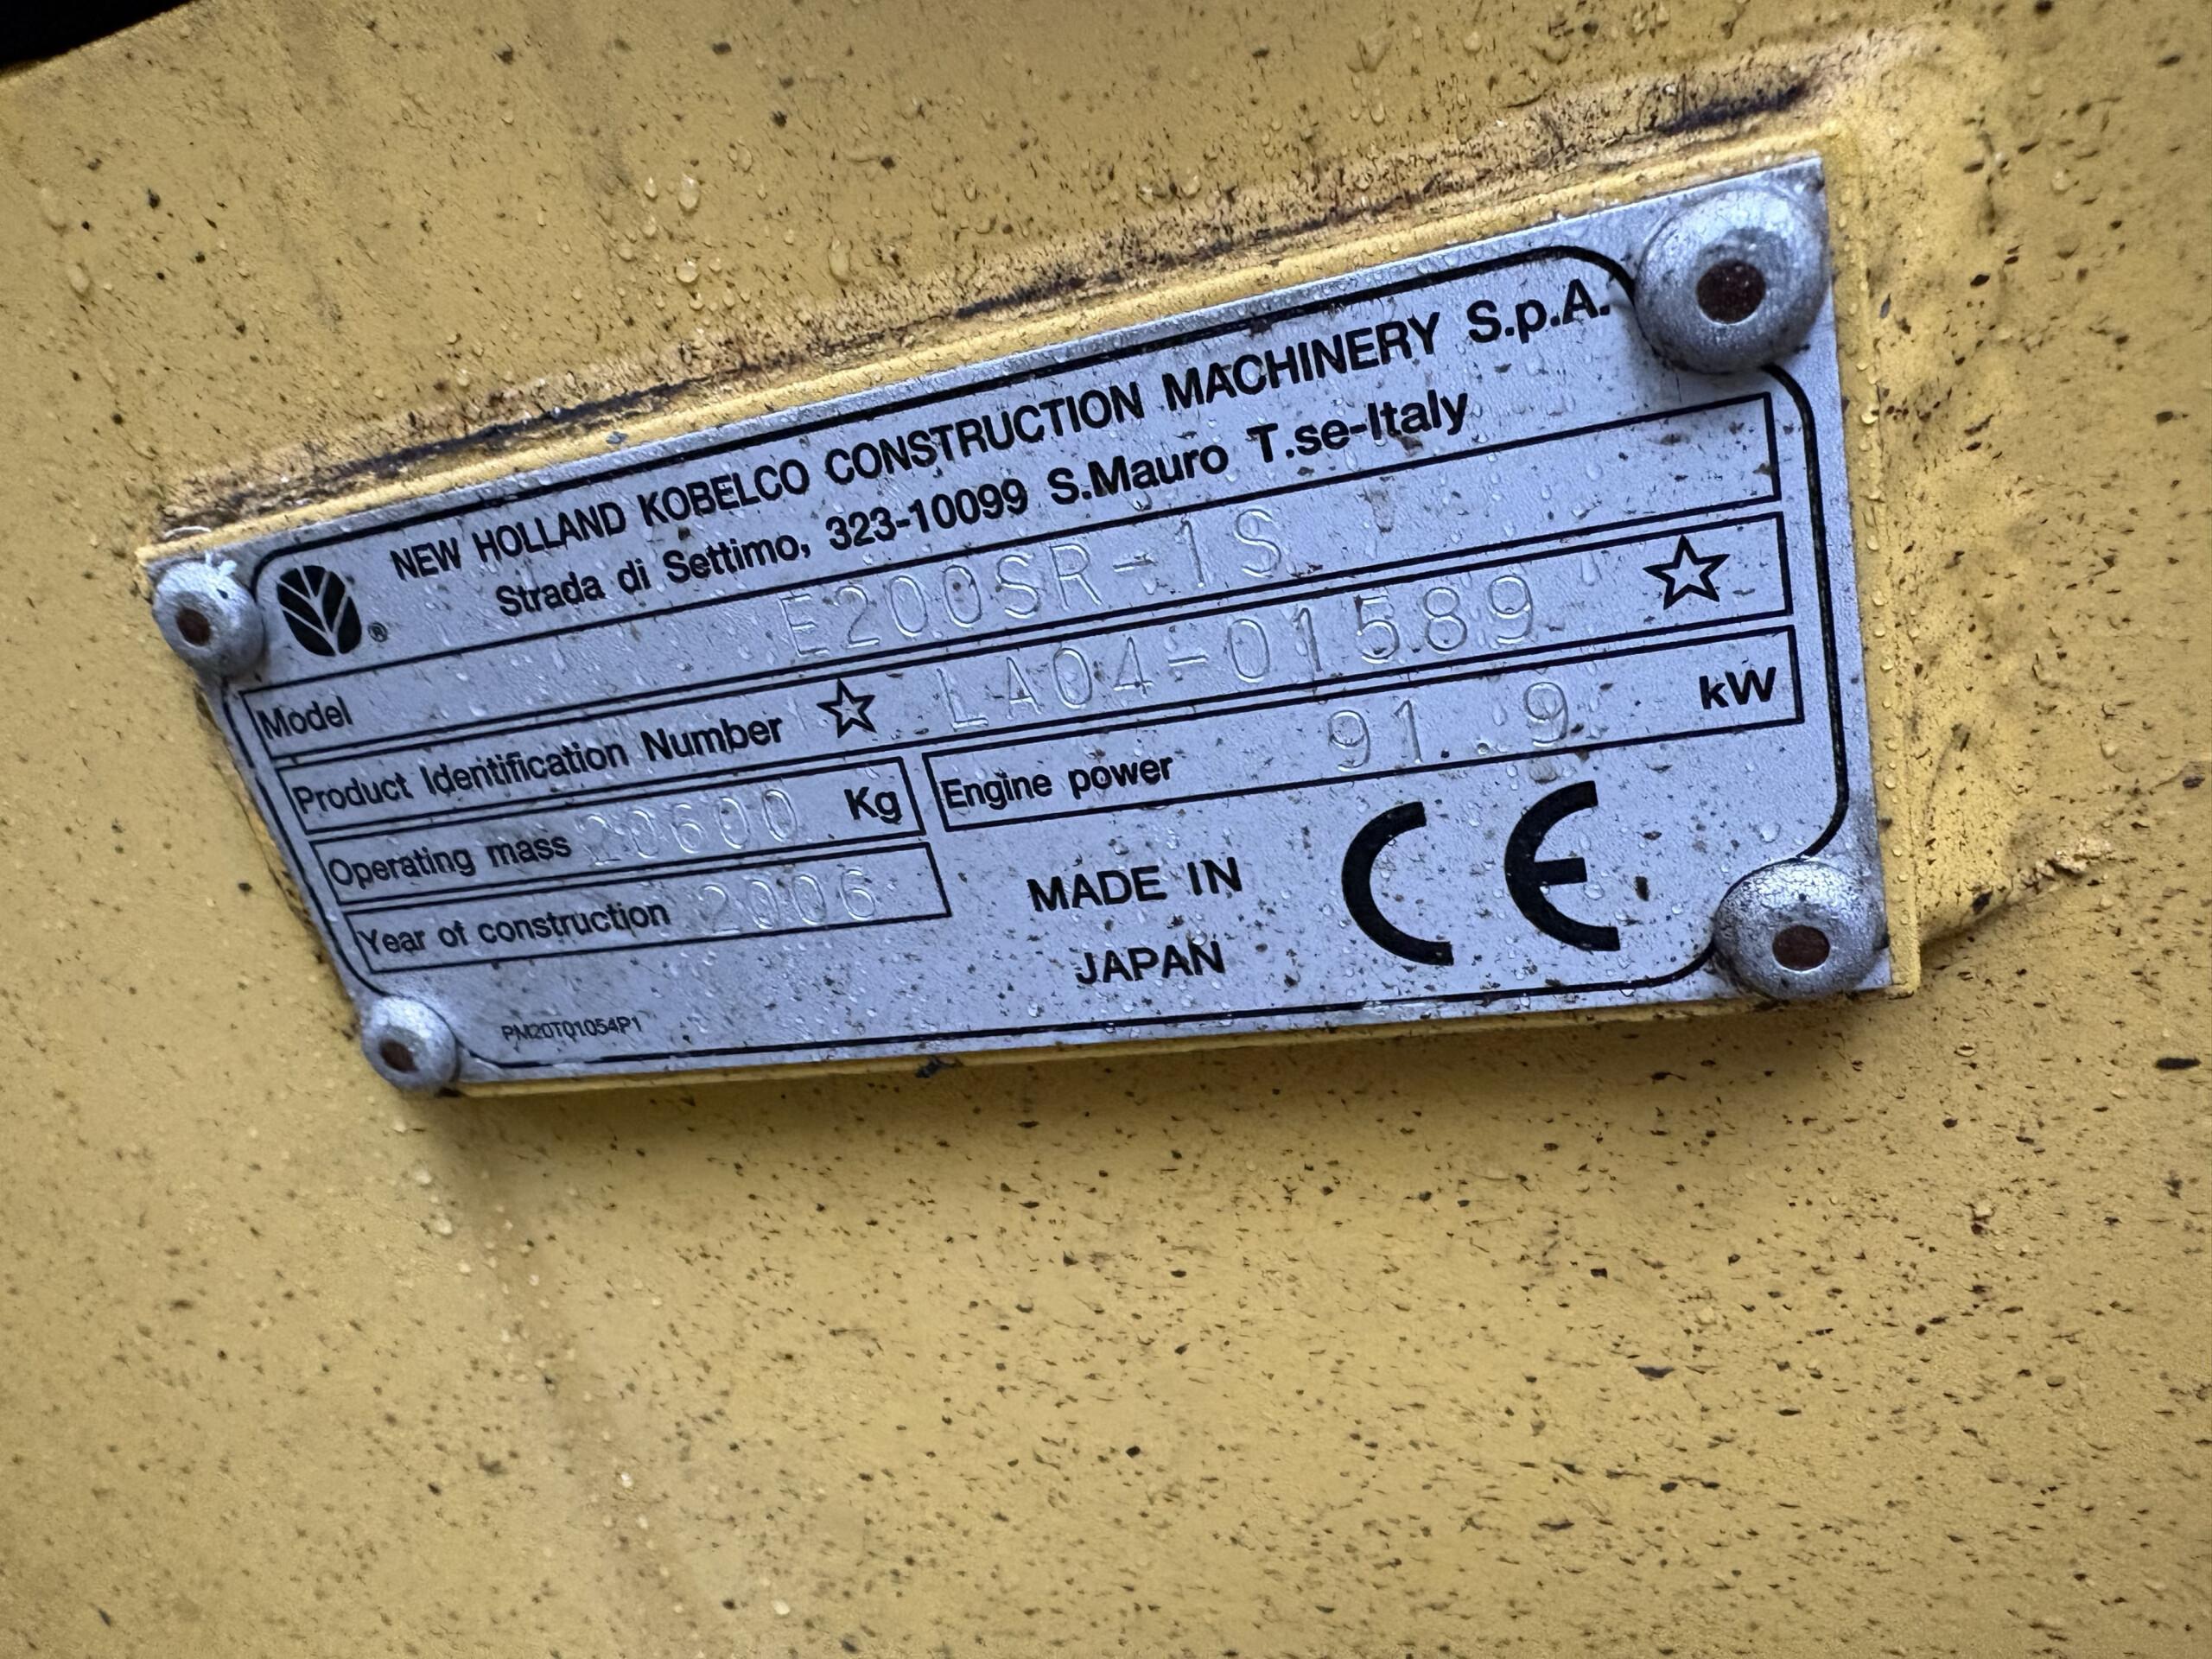 NEW HOLLAND KOBELCO CONSTRUCTION MACHINERY S.p.A.
Strada di Settimo, 323-10099 S.Mauro T.se-Italy
®
Model E200SR-1S
Product Identification Number ☆ LA04-01589 ☆
Operating mass 20600 Kg
Engine power 91.9 kW
Year of construction 2006
MADE IN
JAPAN
CE
PM20T01054P1